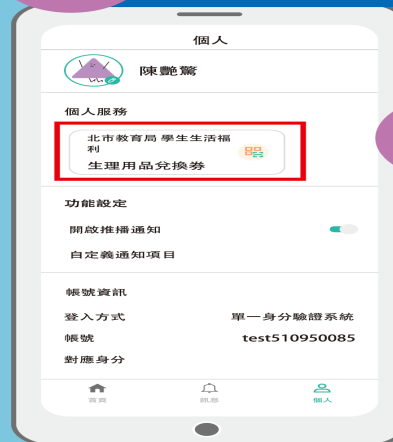 個人
陳艷鶯
個人服務
北市教育局 學生生活福
利
生理用品兌換券
功能設定
開啟推播通知
自定義通知項目
帳號資訊
登入方式 單一身分驗證系統
帳號 test510950085
對應身分
首頁 訊息 個人